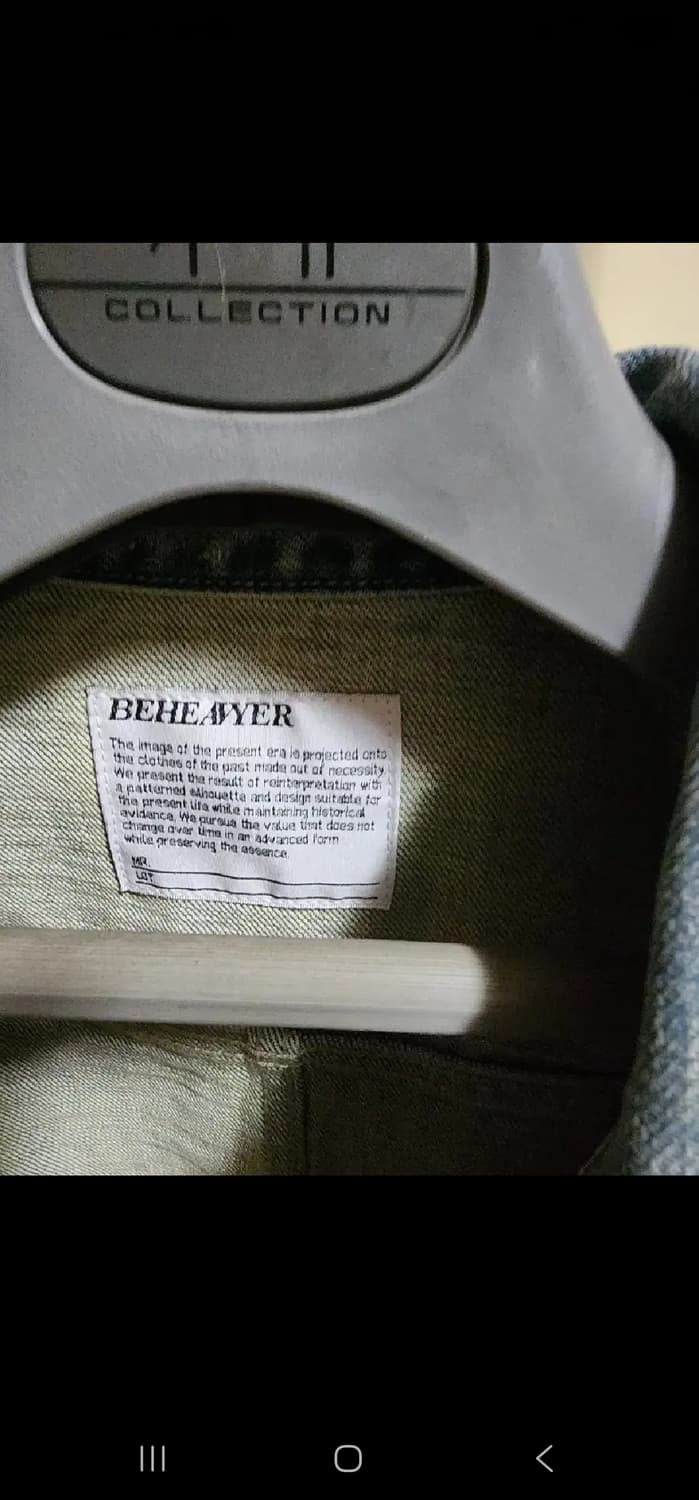 COLLECTION
BEHEAVYER
The image of the present era is projected onto
the clothes of the past made out of necessity.
We present the result of reinterpretation with
a patterned silhouette and design suitable for
the present life while maintaining historical
evidence. We pursue the value that does not
change over time in an advanced form
while preserving the essence.
MR.
LOT